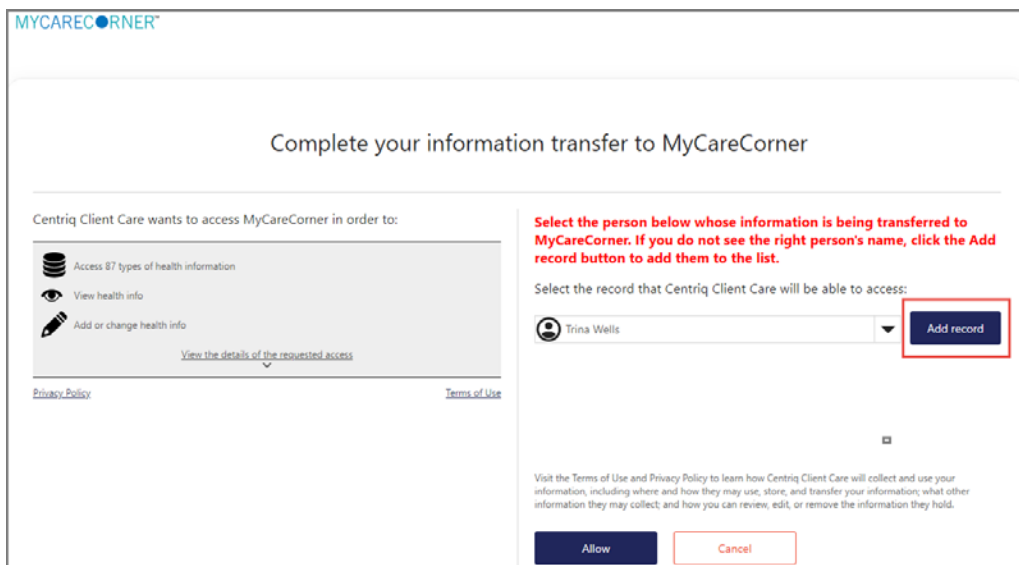 MYCARECORNER™
Complete your information transfer to MyCareCorner
Centriq Client Care wants to access MyCareCorner in order to:
Access 87 types of health information
View health info
Add or change health info
View the details of the requested access
Privacy Policy
Terms of Use
Select the person below whose information is being transferred to
MyCareCorner. If you do not see the right person's name, click the Add
record button to add them to the list.
Select the record that Centriq Client Care will be able to access:
Trina Wells
Add record
Visit the Terms of Use and Privacy Policy to learn how Centriq Client Care will collect and use your
information, including where and how they may use, store, and transfer your information; what other
information they may collect; and how you can review, edit, or remove the information they hold.
Allow
Cancel